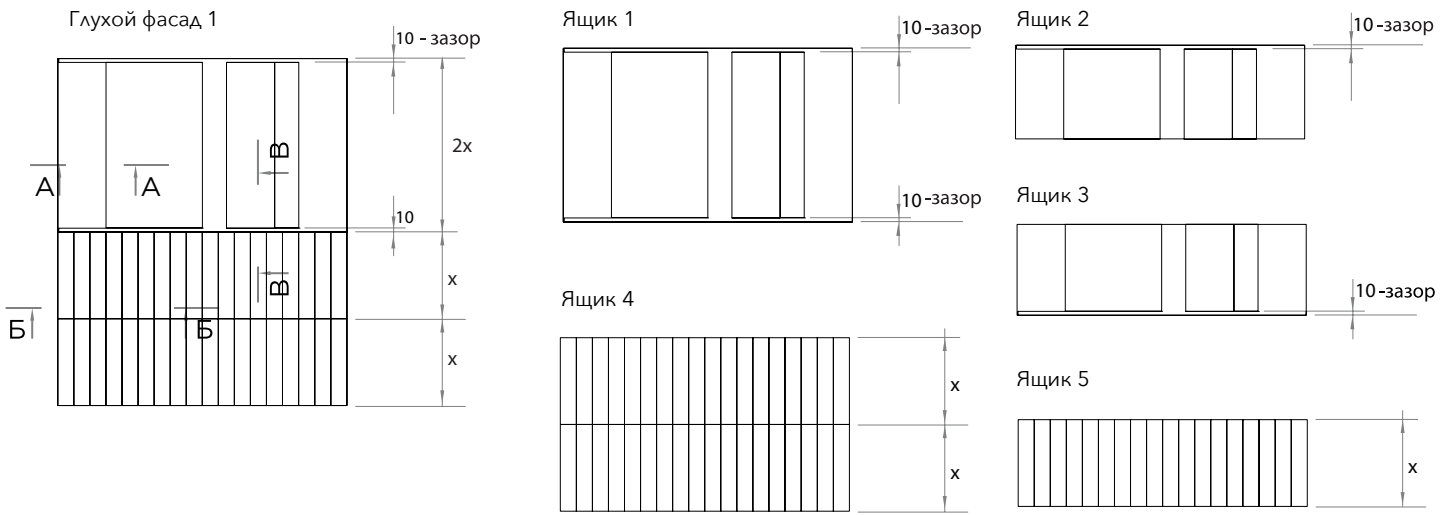 Глухой фасад 1
10 - зазор
2x
В
А
А
10
x
В
Б
Б
x
Ящик 1
10-зазор
10-зазор
Ящик 4
x
x
Ящик 2
10-зазор
Ящик 3
10-зазор
Ящик 5
x